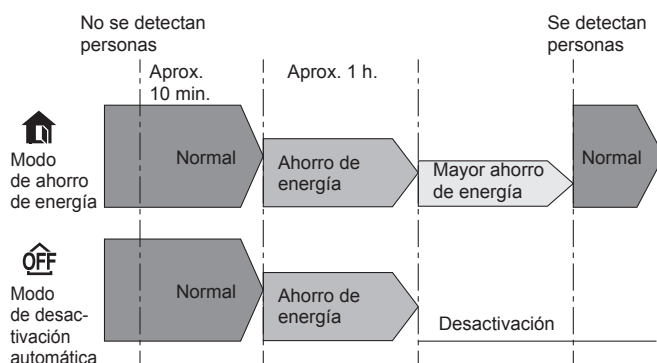 No se detectan
personas
Se detectan
personas
Aprox.
10 min.
Aprox. 1 h.
Modo
de ahorro
de energía
Normal
Ahorro de
energía
Mayor ahorro
de energía
Normal
OFF
Modo
de desac-
tivación
automática
Normal
Ahorro de
energía
Desactivación